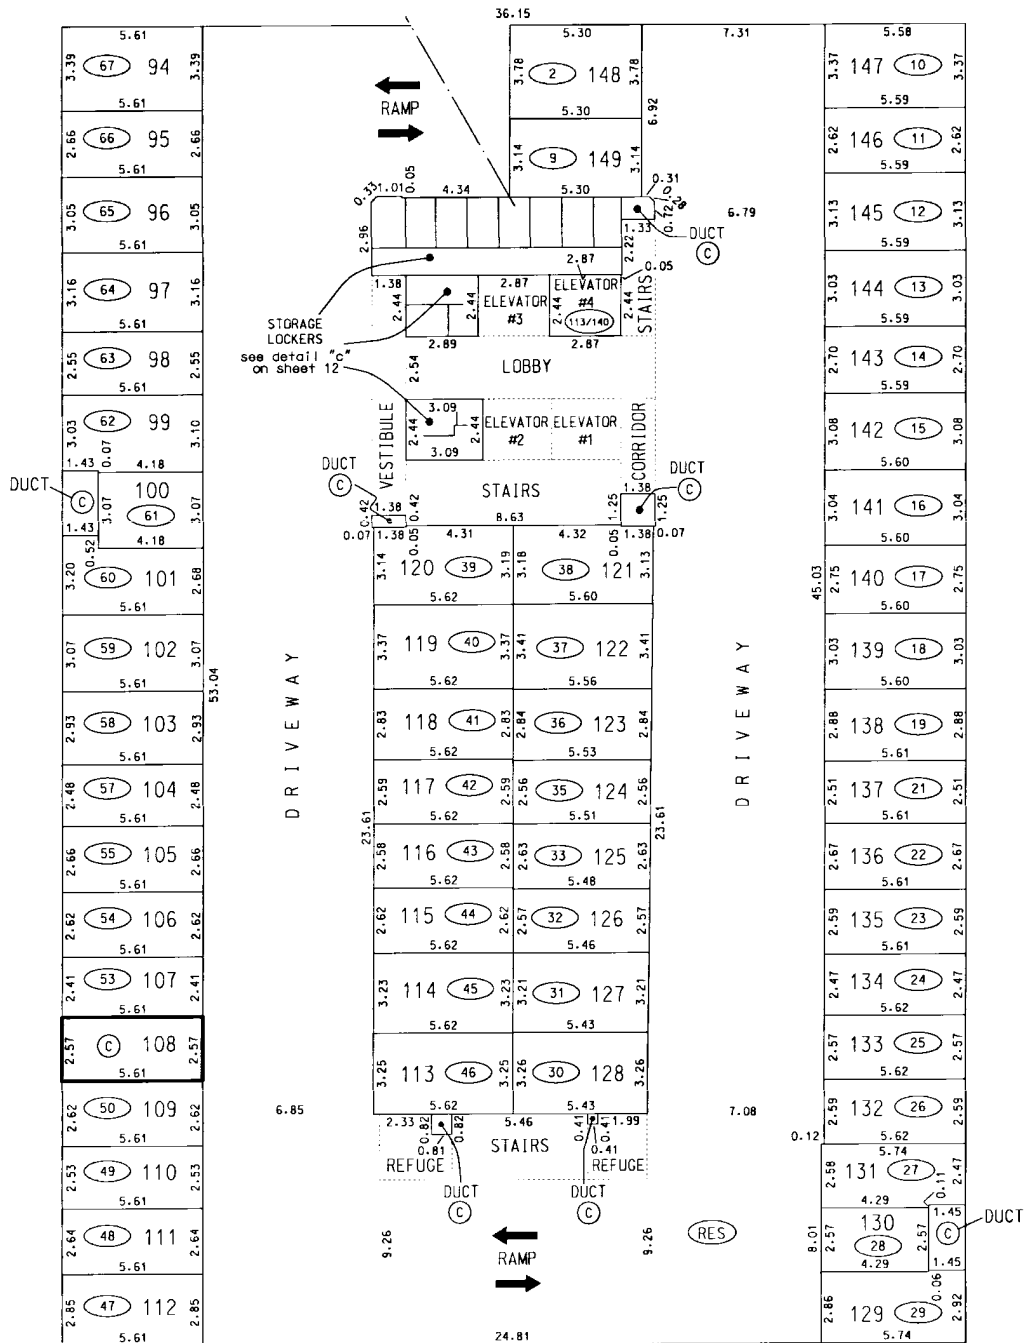 36.15
5.61 5.30 7.31 5.58
3.39 67 94 3.39 3.78 2 148 3.78 3.37 147 10 3.37
5.61 RAMP 5.30 6.92 5.59
2.66 66 95 2.66 3.14 9 149 3.14 2.62 146 11 2.62
5.61 0.33 1.01 0.05 4.34 5.30 0.31 0.28 5.59
3.05 65 96 3.05 2.96 0.72 1.33 6.79 3.13 145 12 3.13
5.61 2.22 DUCT C 5.59
2.87 0.05
3.16 64 97 3.16 1.38 2.44 2.44 2.87 ELEVATOR #3 ELEVATOR #4 2.44 113/140 2.44 STAIRS 3.03 144 13 3.03
5.61 2.89 2.87 5.59
STORAGE
LOCKERS
see detail "c"
on sheet 12
2.55 63 98 2.55 2.54 LOBBY 2.70 143 14 2.70
5.61 5.59
3.03 62 99 3.10 VESTIBULE 3.09 2.44 2.44 3.09 ELEVATOR #2 ELEVATOR #1 CORRIDOR 3.08 142 15 3.08
1.43 0.07 4.18 5.60
DUCT C 3.07 100 61 3.07 DUCT C STAIRS DUCT C 3.04 141 16 3.04
1.43 4.18 0.42 1.38 0.42 8.63 1.25 1.38 1.25 5.60
0.52 0.07 1.38 0.05 4.31 4.32 0.05 1.38 0.07
3.20 60 101 2.68 3.14 120 39 3.19 3.18 38 121 3.13 45.03 2.75 140 17 2.75
5.61 5.62 5.60 5.60
3.07 59 102 3.07 3.37 119 40 3.37 3.41 37 122 3.41 3.03 139 18 3.03
5.61 53.04 5.62 5.56 5.60
2.93 58 103 2.93 DRIVEWAY 2.83 118 41 2.83 2.84 36 123 2.84 DRIVEWAY 2.88 138 19 2.88
5.61 5.62 5.53 5.61
2.48 57 104 2.48 2.59 117 42 2.59 2.56 35 124 2.56 2.51 137 21 2.51
5.61 23.61 5.62 5.51 23.61 5.61
2.66 55 105 2.66 2.58 116 43 2.58 2.63 33 125 2.63 2.67 136 22 2.67
5.61 5.62 5.48 5.61
2.62 54 106 2.62 2.62 115 44 2.62 2.57 32 126 2.57 2.59 135 23 2.59
5.61 5.62 5.46 5.61
2.41 53 107 2.41 3.23 114 45 3.23 3.21 31 127 3.21 2.47 134 24 2.47
5.61 5.62 5.43 5.62
2.57 C 108 2.57 3.25 113 46 3.25 3.26 30 128 3.26 2.57 133 25 2.57
5.61 5.62 5.43 5.62
2.62 50 109 2.62 6.85 2.33 0.82 0.82 0.81 5.46 0.41 0.41 0.41 1.99 7.08 2.59 132 26 2.59
5.61 REFUGE STAIRS REFUGE 0.12 5.62
5.74
2.53 49 110 2.53 DUCT C DUCT C 2.58 131 27 2.47
5.61 4.29 0.11 1.45
2.64 48 111 2.64 9.26 RAMP 9.26 RES 8.01 2.57 130 28 2.57 C DUCT
5.61 4.29 1.45
0.06
2.85 47 112 2.85 2.86 129 29 2.92
5.61 24.81 5.74